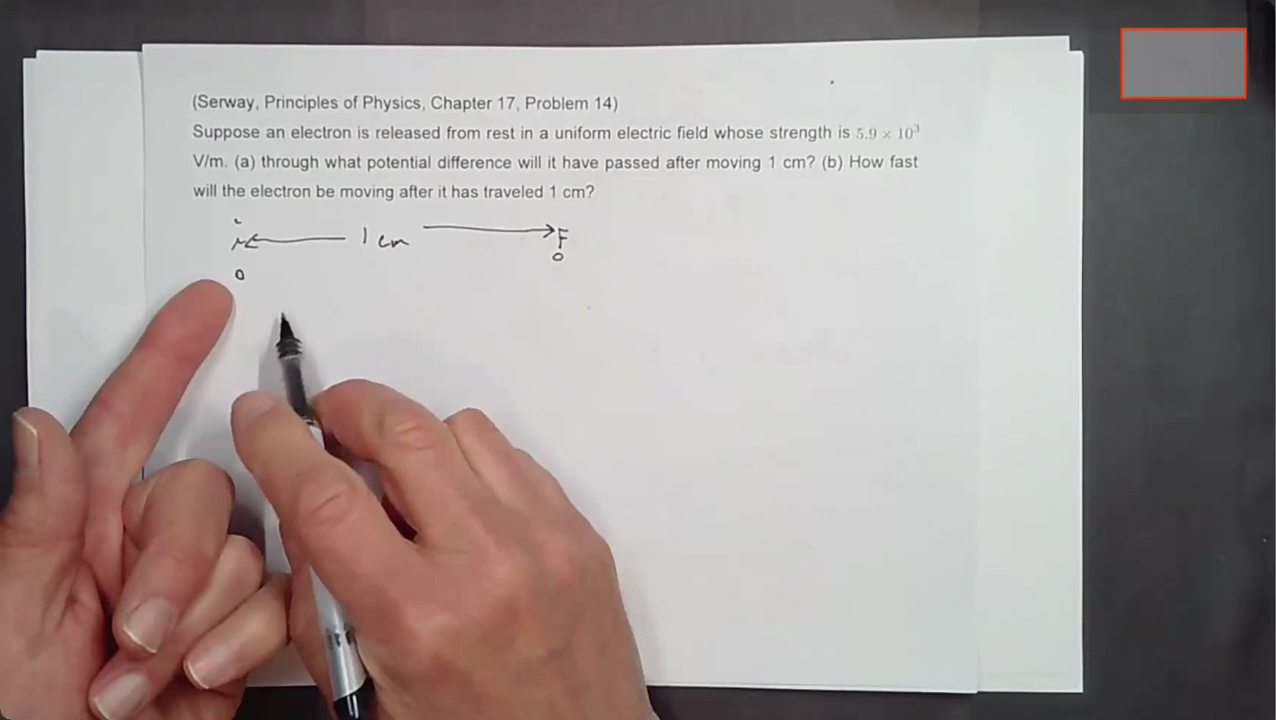 (Serway, Principles of Physics, Chapter 17, Problem 14)
Suppose an electron is released from rest in a uniform electric field whose strength is 5.9 × 10³
V/m. (a) through what potential difference will it have passed after moving 1 cm? (b) How fast
will the electron be moving after it has traveled 1 cm?
1 cm F